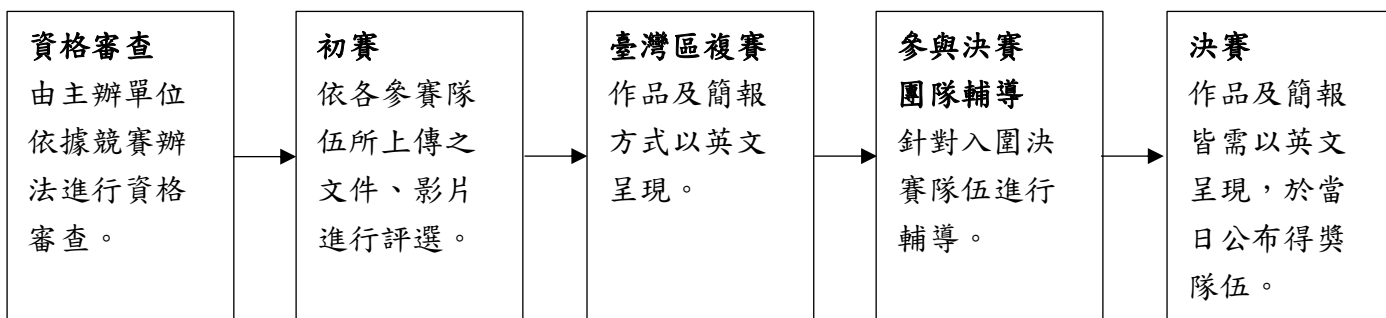 資格審查
由主辦單位
依據競賽辦
法進行資格
審查。
初賽
依各參賽隊
伍所上傳之
文件、影片
進行評選。
臺灣區複賽
作品及簡報
方式以英文
呈現。
參與決賽
團隊輔導
針對入圍決
賽隊伍進行
輔導。
決賽
作品及簡報
皆需以英文
呈現,於當
日公布得獎
隊伍。